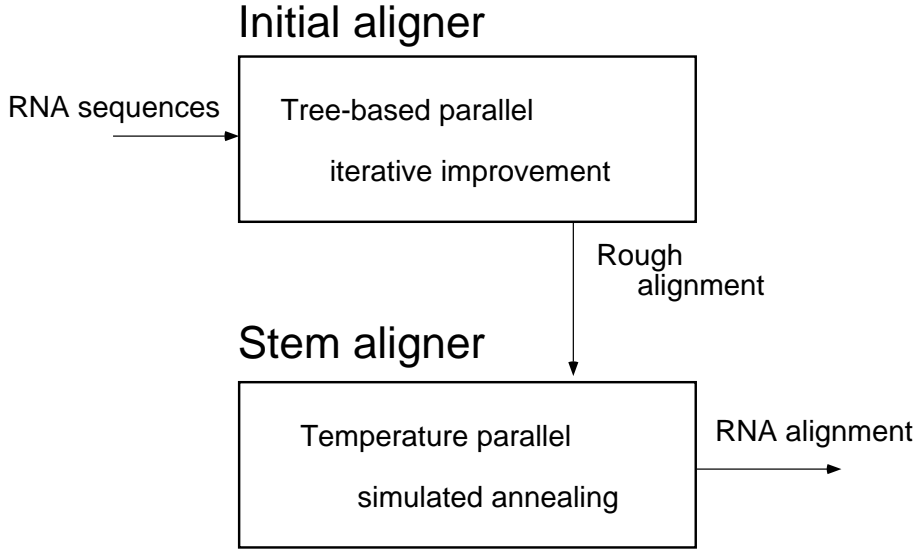 Initial aligner
RNA sequences
Tree-based parallel
iterative improvement
Rough
alignment
Stem aligner
Temperature parallel
simulated annealing
RNA alignment